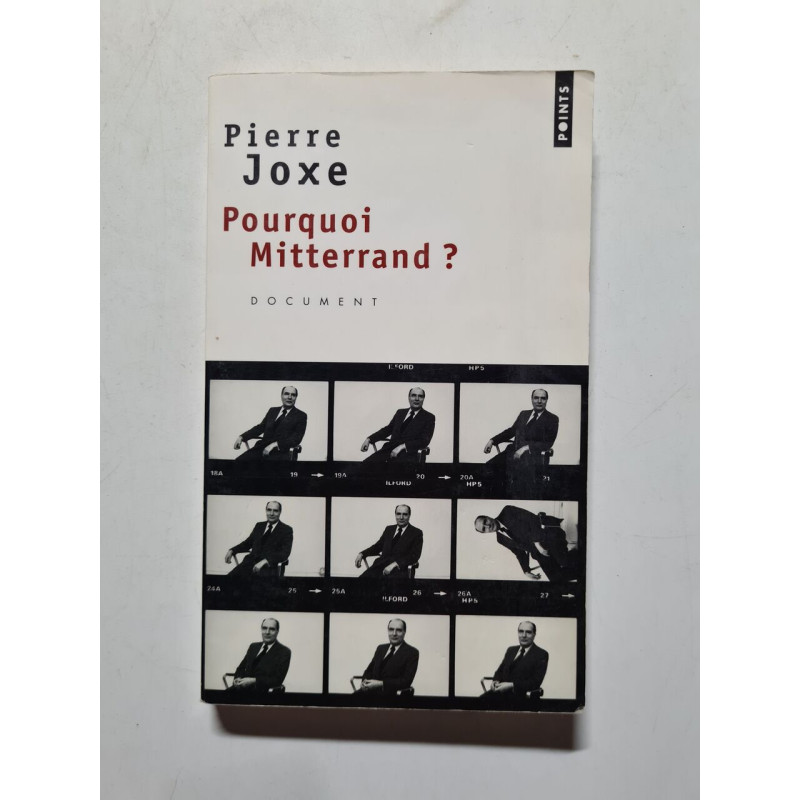 POINTS
Pierre
Joxe
Pourquoi
Mitterrand ?
DOCUMENT
ILFORD HP5
18A 19 → 19A 20 → 20A 21
ILFORD HP5
24A 25 → 25A 26 → 26A 27 →
ILFORD HP5